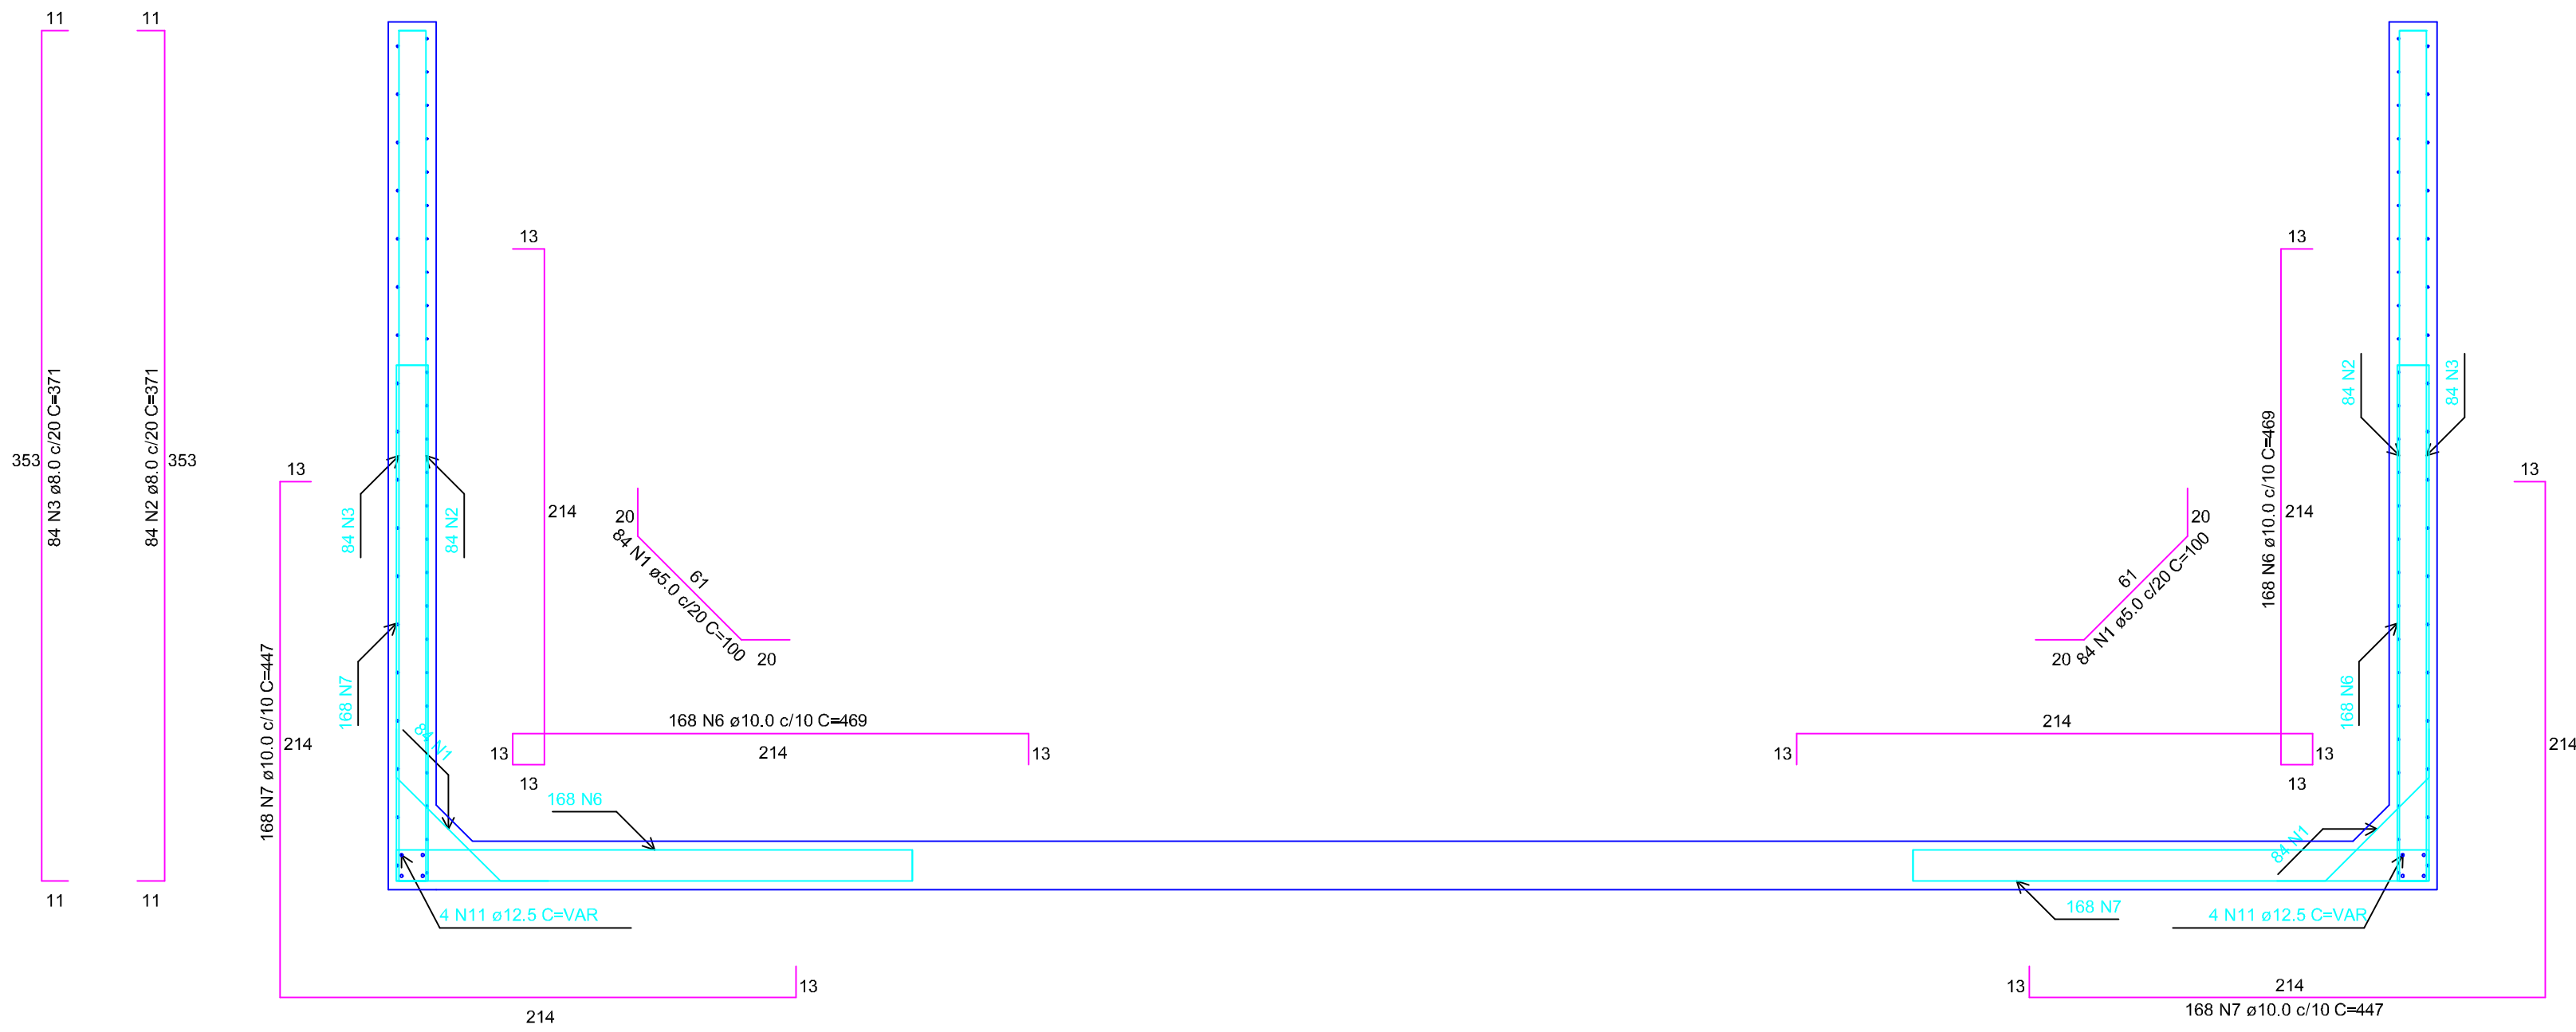 11
353
84 N3 ø8.0 c/20 C=371
11
11
84 N2 ø8.0 c/20 C=371
353
11
13
168 N7 ø10.0 c/10 C=447
214
214
13
84 N3
84 N2
168 N7
84 N1
13
214
13
168 N6 ø10.0 c/10 C=469
13
214
13
20
61
84 N1 ø5.0 c/20 C=100
20
168 N6
4 N11 ø12.5 C=VAR
13
168 N6 ø10.0 c/10 C=469
214
214
13
13
13
20
61
84 N1 ø5.0 c/20 C=100
20
84 N2
84 N3
168 N6
84 N1
168 N7
4 N11 ø12.5 C=VAR
13
214
13
214
168 N7 ø10.0 c/10 C=447